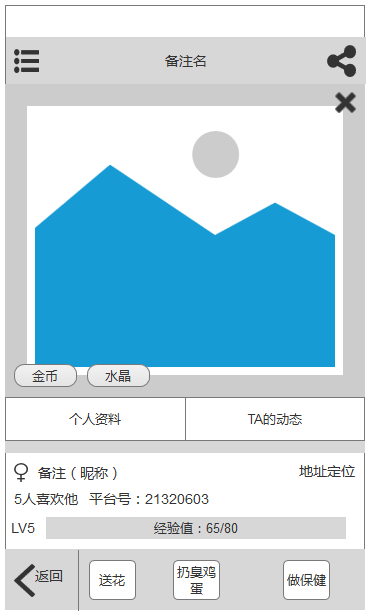 备注名
金币
水晶
个人资料
TA的动态
备注（昵称）
地址定位
5人喜欢他 平台号：21320603
LV5
经验值：65/80
返回
送花
扔臭鸡
蛋
做保健